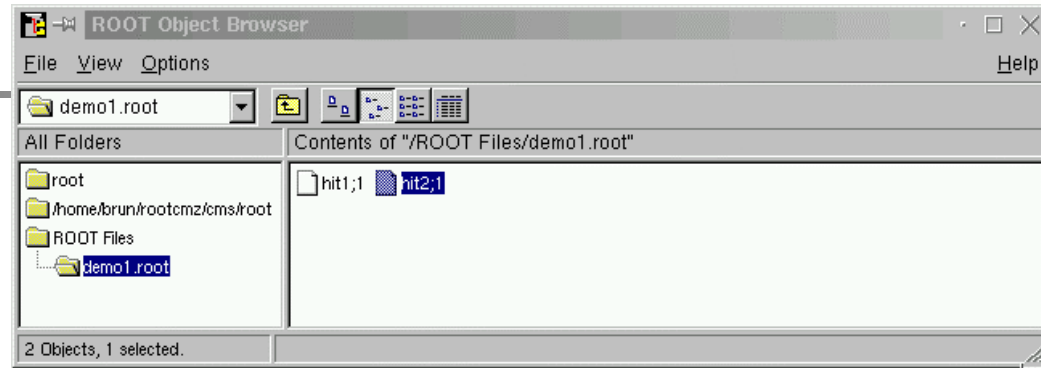 ROOT Object Browser
File View Options Help
demo1.root
All Folders Contents of "/ROOT Files/demo1.root"
root
/home/brun/rootcmz/cms/root
ROOT Files
demo1.root
hit1;1 hit2;1
2 Objects, 1 selected.